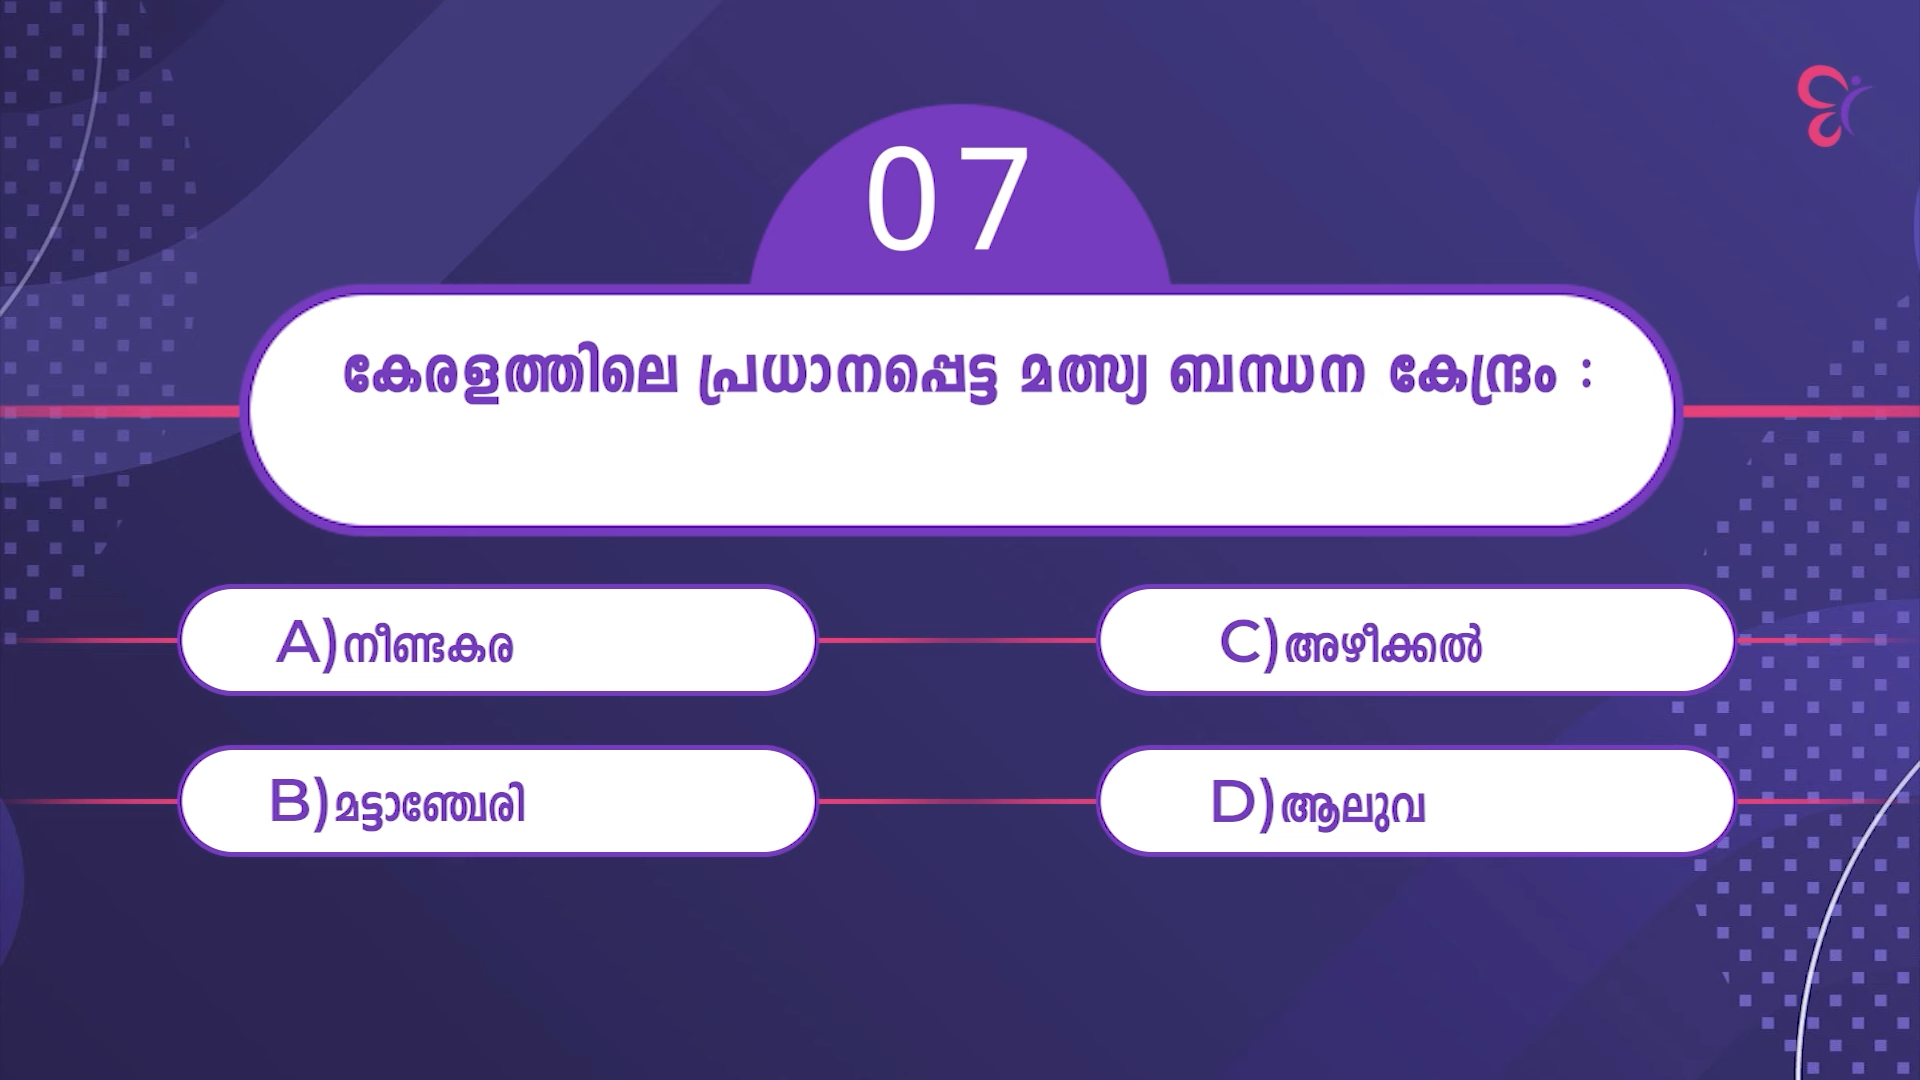 07
കേരളത്തിലെ പ്രധാനപ്പെട്ട മത്സ്യ ബന്ധന കേന്ദ്രം :
A)നീണ്ടകര
B)മട്ടാഞ്ചേരി
C)അഴീക്കൽ
D)ആലുവ